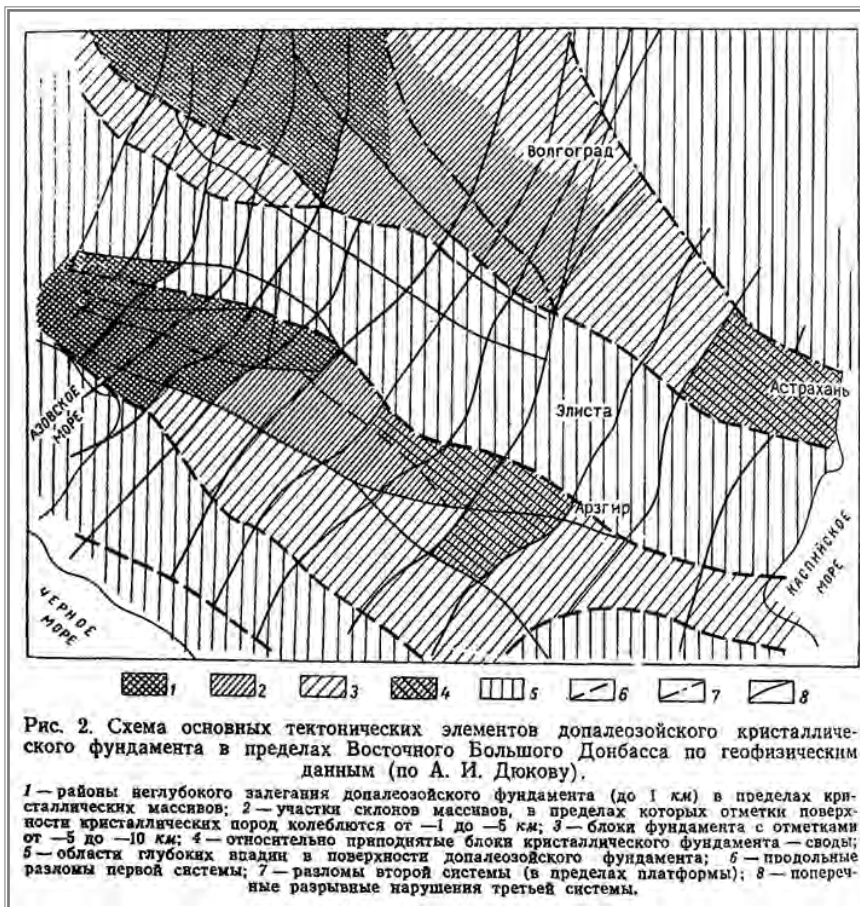 Волгоград
Астрахань
Элиста
АЗОВСКОЕ
МОРЕ
Арзгир
КАСПИЙСКОЕ
МОРЕ
ЧЕРНОЕ
МОРЕ
1 2 3 4 5 6 7 8
Рис. 2. Схема основных тектонических элементов допалеозойского кристалличе-
ского фундамента в пределах Восточного Большого Донбасса по геофизическим
данным (по А. И. Дюкову).
1 — районы неглубокого залегания допалеозойского фундамента (до 1 км) в пределах кри-
сталлических массивов; 2 — участки склонов массивов, в пределах которых отметки поверх-
ности кристаллических пород колеблются от —1 до —5 км; 3 — блоки фундамента с отметками
от —5 до —10 км; 4 — относительно приподнятые блоки кристаллического фундамента — своды;
5 — области глубоких впадин в поверхности допалеозойского фундамента; 6 — продольные
разломы первой системы; 7 — разломы второй системы (в пределах платформы); 8 — попереч-
ные разрывные нарушения третьей системы.